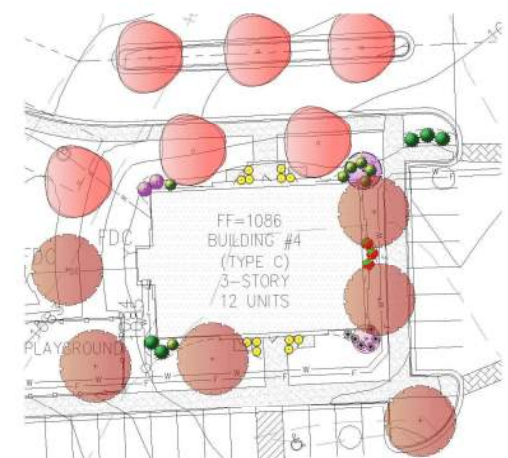 FDC
FDC
FF=1086
BUILDING #4
(TYPE C)
3-STORY
12 UNITS
PLAYGROUND
W
F
W
F
W
F
W
F